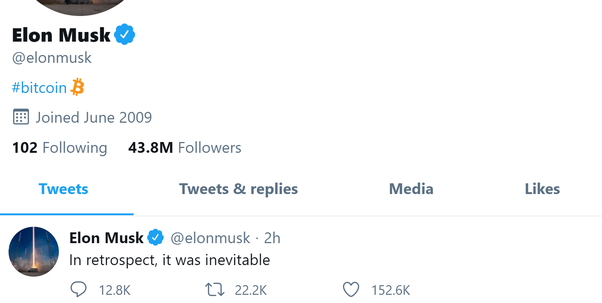 Elon Musk
@elonmusk
#bitcoin
Joined June 2009
102 Following 43.8M Followers
Tweets Tweets & replies Media Likes
Elon Musk @elonmusk · 2h
In retrospect, it was inevitable
12.8K 22.2K 152.6K